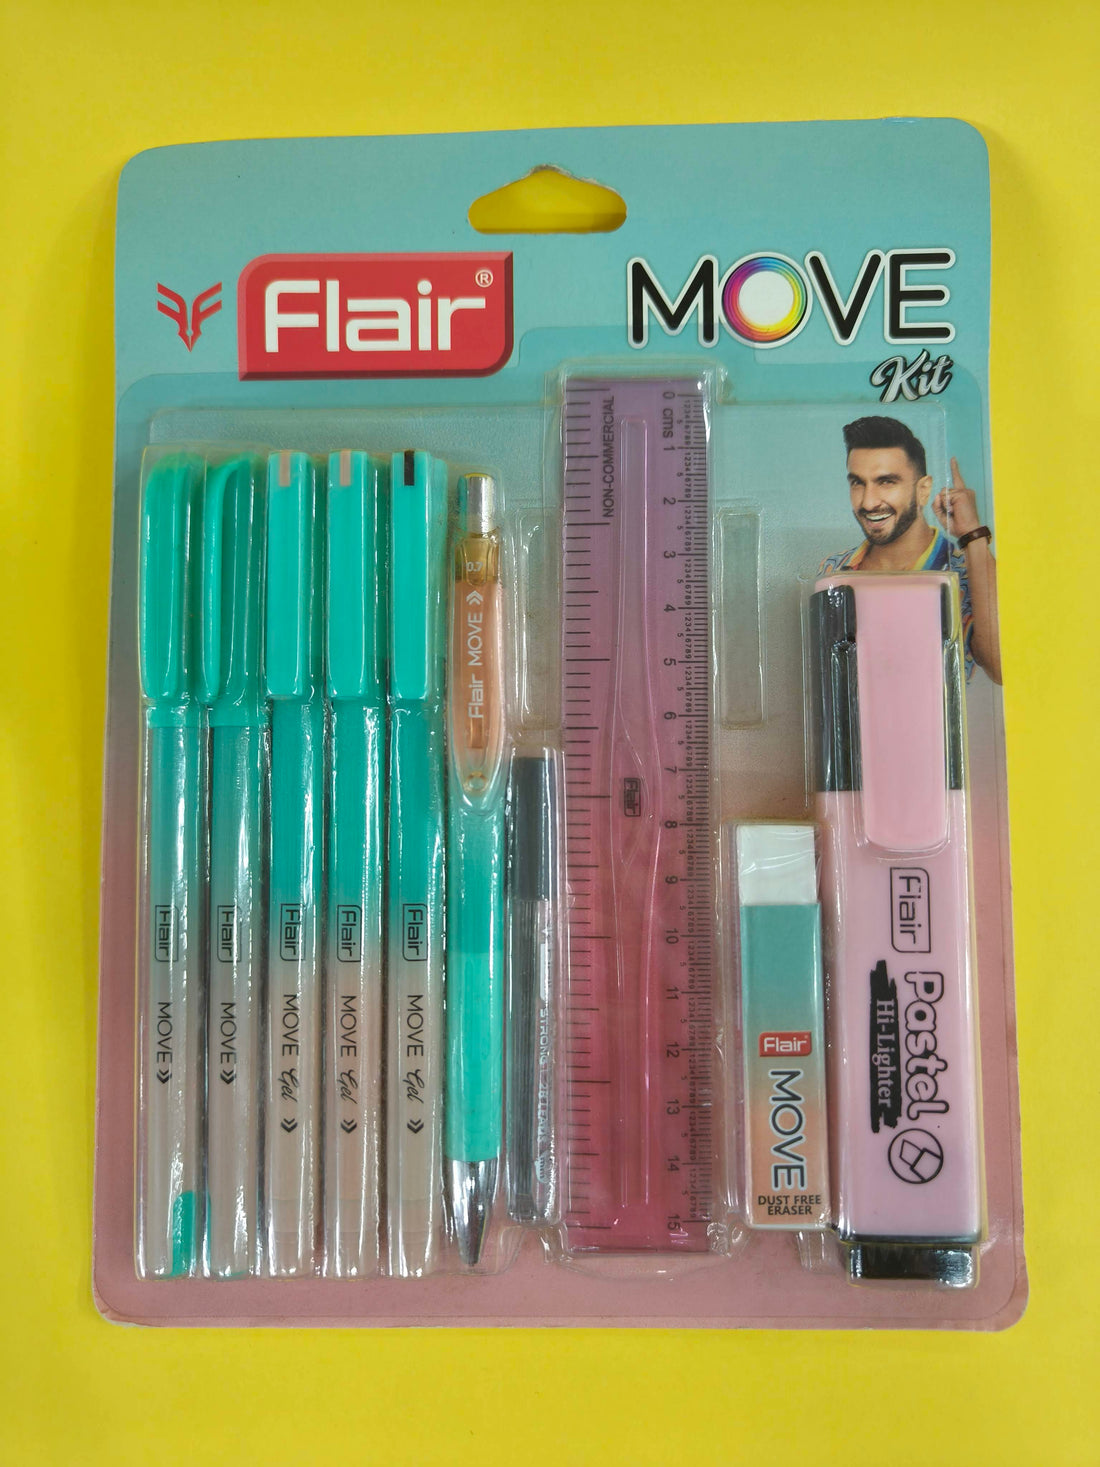 Flair®
MOVE
Kit
NON-COMMERCIAL
0 cms 1 2 3 4 5 6 7 8 9 10 11 12 13 14 15
Flair
0.7
Flair MOVE
Flair MOVE
Flair MOVE
Flair MOVE Gel
Flair MOVE Gel
Flair MOVE Gel
STRONG
Flair
MOVE
DUST FREE
ERASER
Flair
Pastel
Hi-Lighter